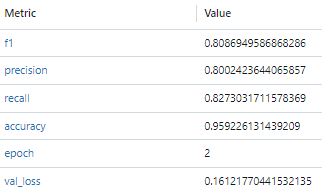 Metric Value
f1 0.8086949586868286
precision 0.8002423644065857
recall 0.8273031711578369
accuracy 0.959226131439209
epoch 2
val_loss 0.16121770441532135